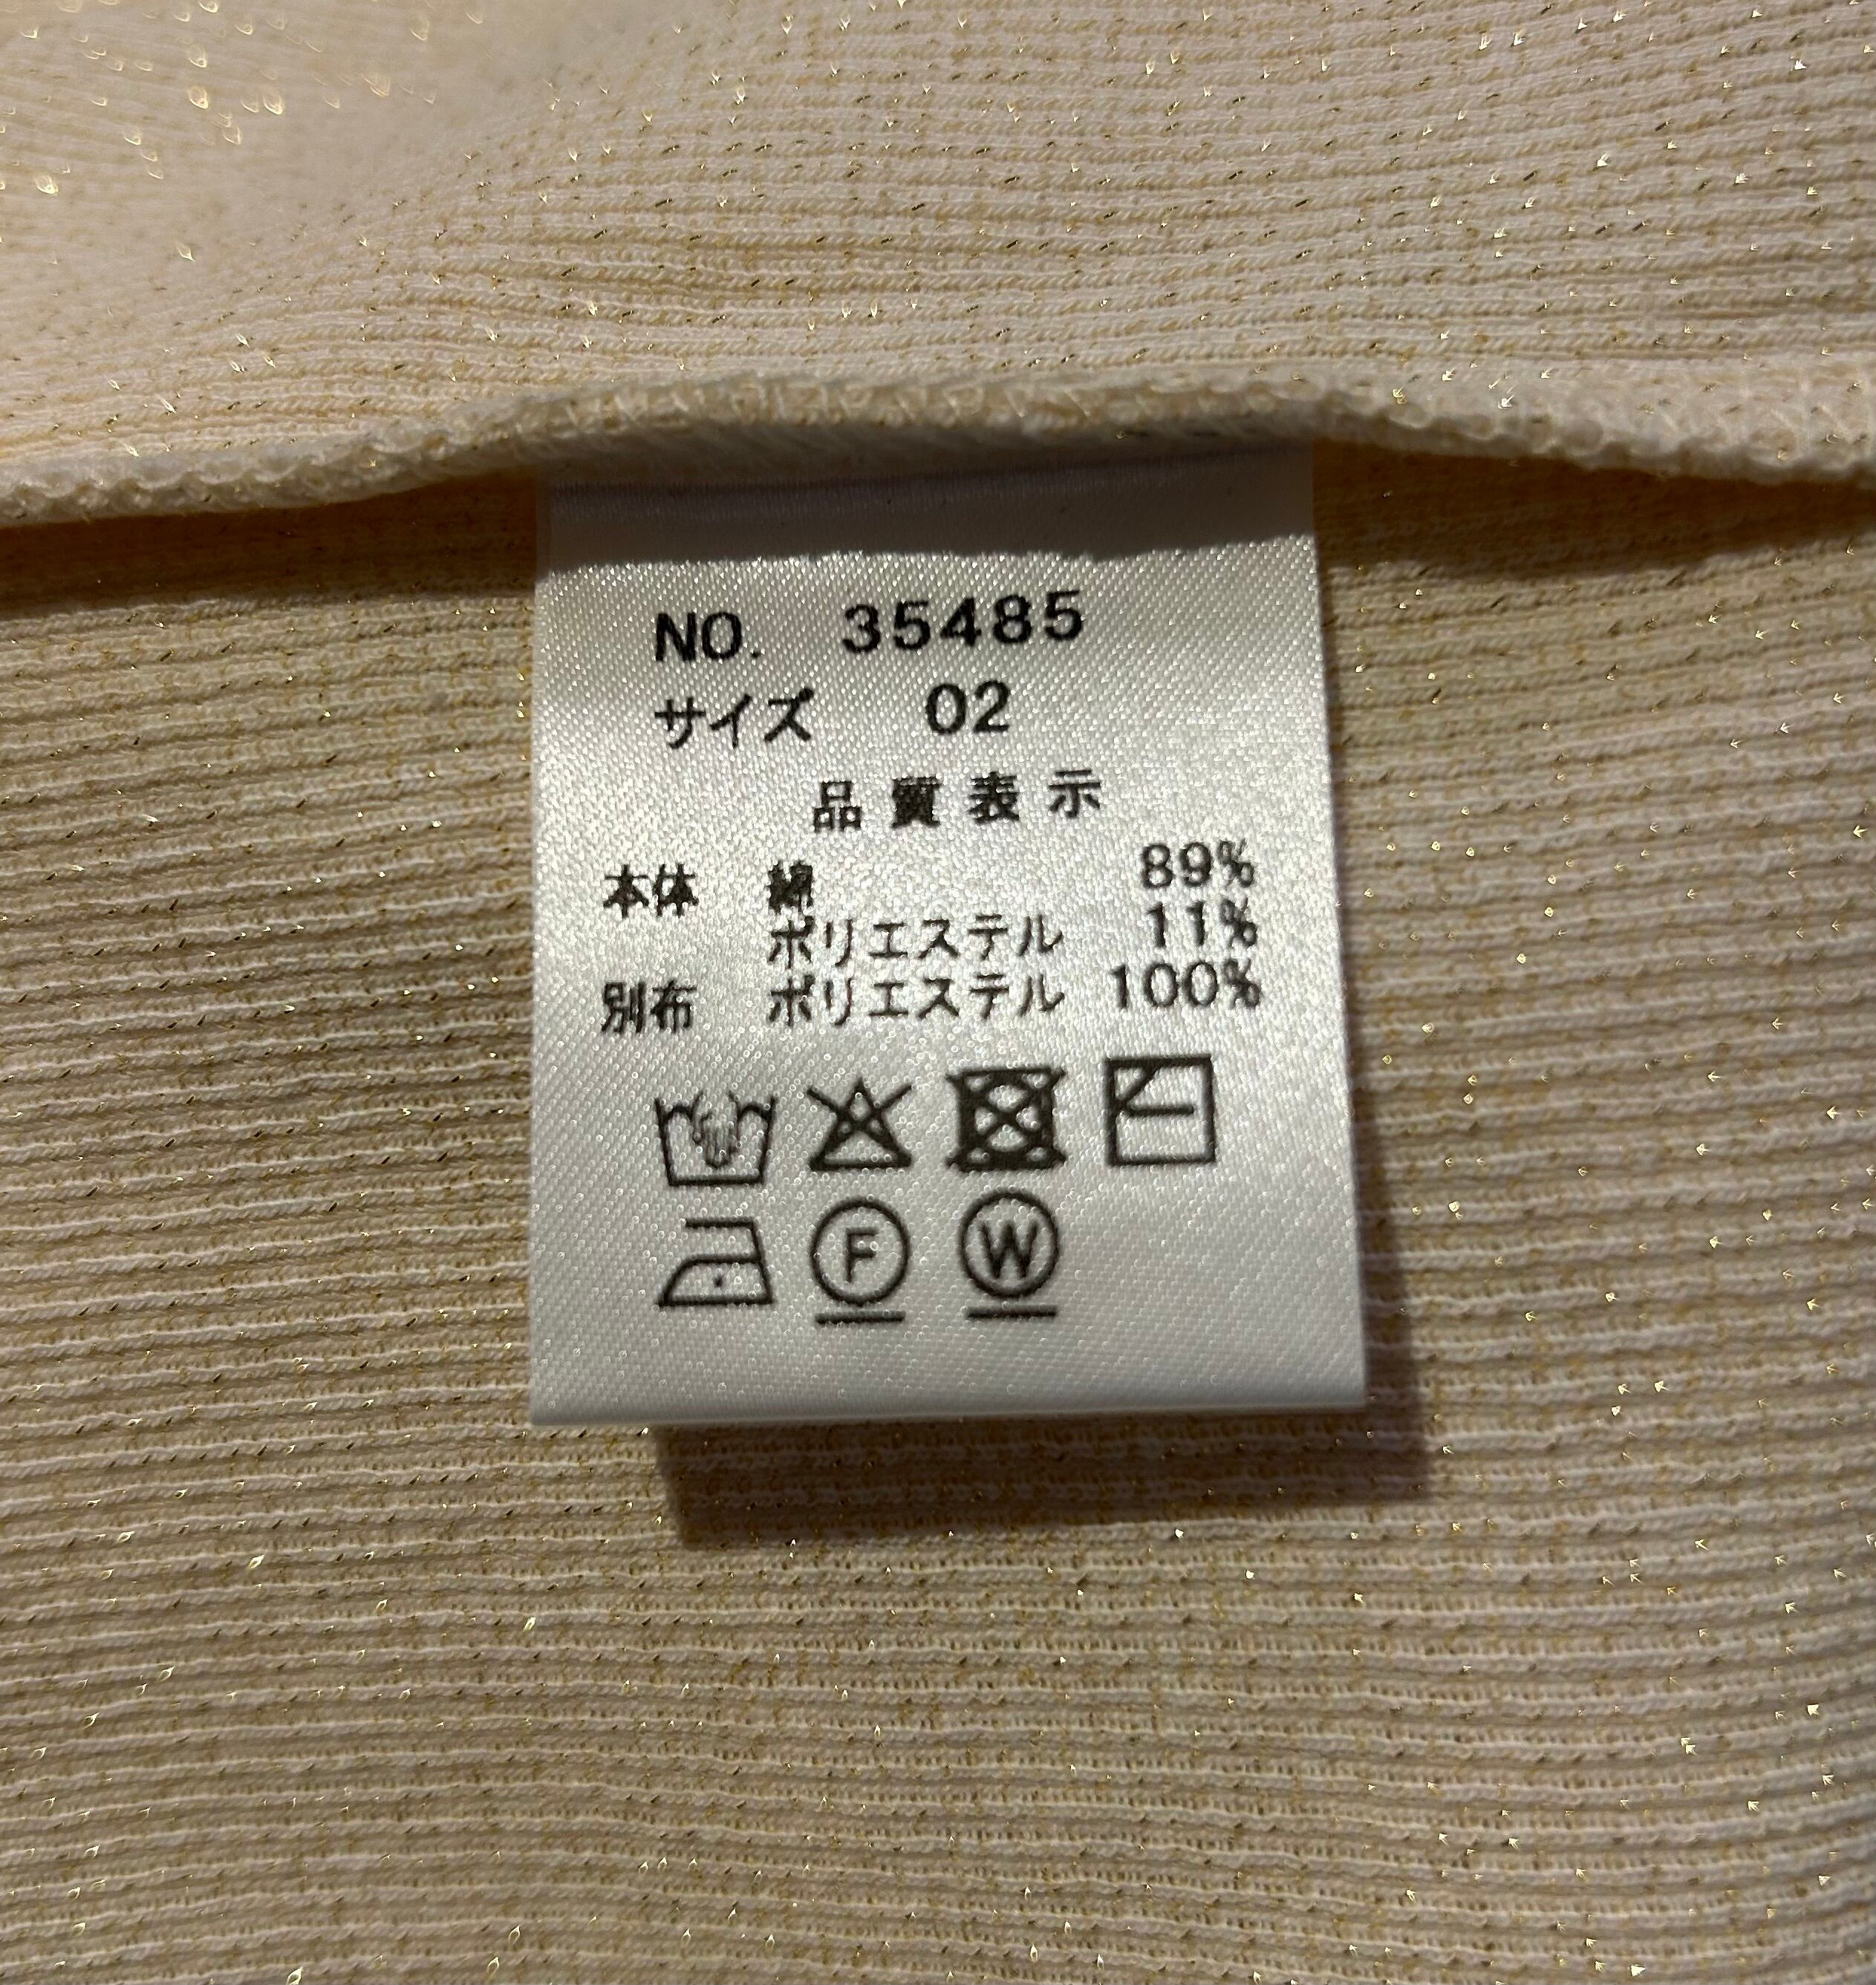 NO. 35485
サイズ 02
品質表示
本体 綿 89%
ポリエステル 11%
別布 ポリエステル 100%
F W